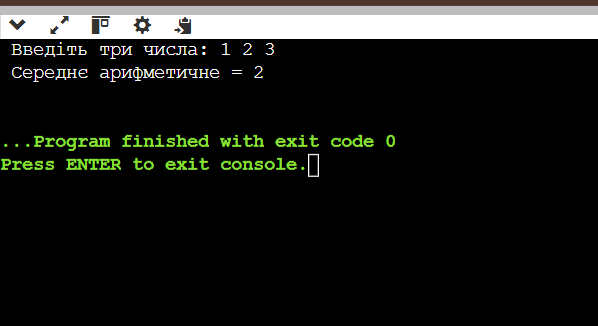 Введіть три числа: 1 2 3
Середнє арифметичне = 2
...Program finished with exit code 0
Press ENTER to exit console.